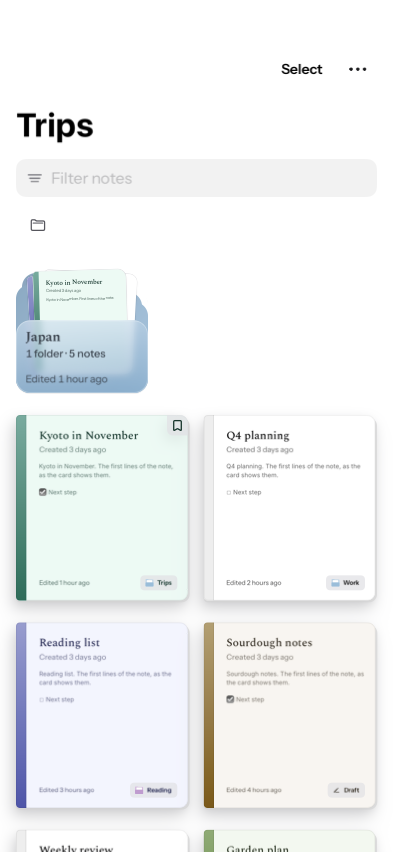 Select
Trips
Filter notes
Kyoto in November
Created 3 days ago
Japan
1 folder · 5 notes
Edited 1 hour ago
Kyoto in November
Created 3 days ago
Kyoto in November. The first lines of the note,
as the card shows them.
Next step
Edited 1 hour ago
Trips
Q4 planning
Created 3 days ago
Q4 planning. The first lines of the note, as the
card shows them.
Next step
Edited 2 hours ago
Work
Reading list
Created 3 days ago
Reading list. The first lines of the note, as the
card shows them.
Next step
Edited 3 hours ago
Reading
Sourdough notes
Created 3 days ago
Sourdough notes. The first lines of the note, as
the card shows them.
Next step
Edited 4 hours ago
Draft
Weekly review
Garden plan